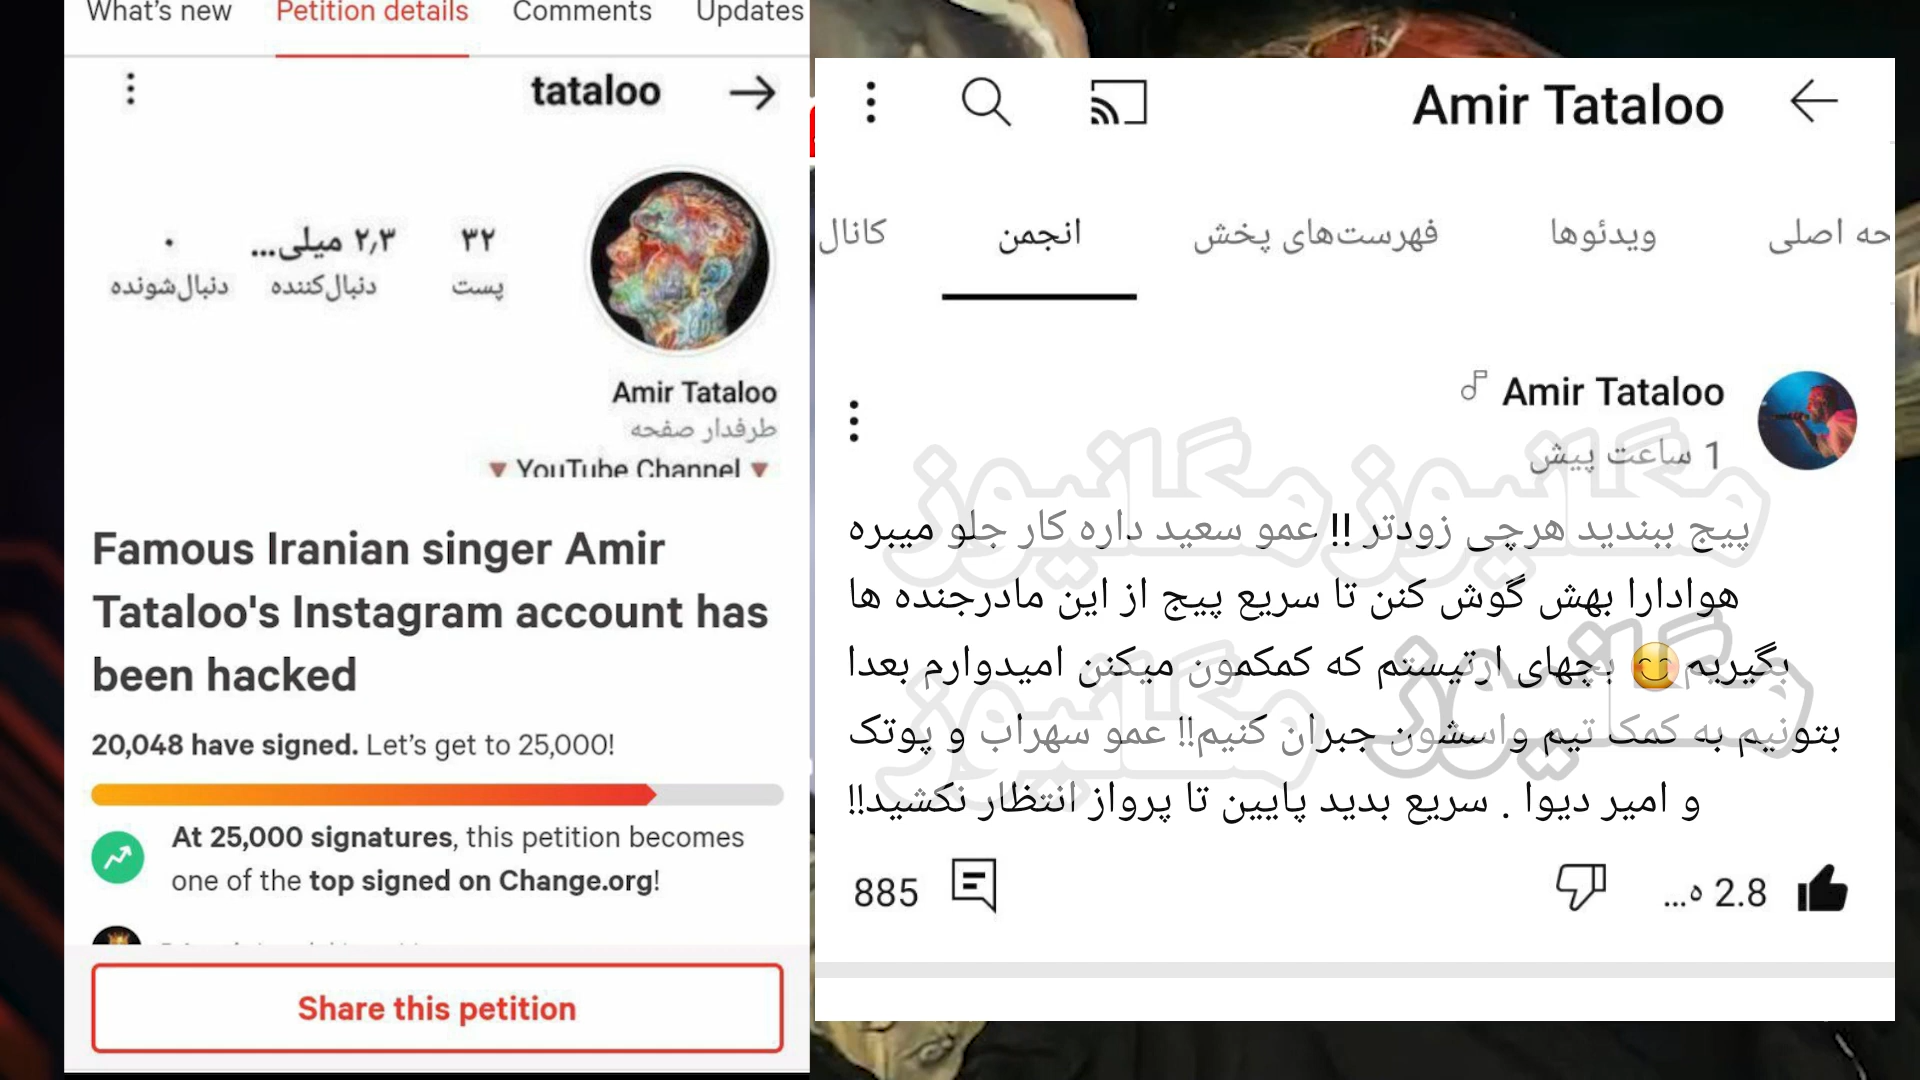 What's new Petition details Comments Updates
tataloo
۳۲ ۲٫۳ میلی... ۰
پست دنبال‌کننده دنبال‌شونده
Amir Tataloo
طرفدار صفحه
YouTube Channel
Famous Iranian singer Amir
Tataloo's Instagram account has
been hacked
20,048 have signed. Let's get to 25,000!
At 25,000 signatures, this petition becomes
one of the top signed on Change.org!
Share this petition
Amir Tataloo
حه اصلی ویدئوها فهرست‌های پخش انجمن کانال
Amir Tataloo
1 ساعت پیش
پیج ببندید هرچی زودتر !! عمو سعید داره کار جلو میبره
هوادارا بهش گوش کنن تا سریع پیج از این مادرجنده ها
بگیریم 😊 بچهای ارتیستم که کمکمون میکنن امیدوارم بعدا
بتونیم به کمک تیم واسشون جبران کنیم!! عمو سهراب و پوتک
و امیر دیوا . سریع بدید پایین تا پرواز انتظار نکشید!!
2.8 ه... 885
مگانیوز مگانیوز
مگانیوز مگانیوز